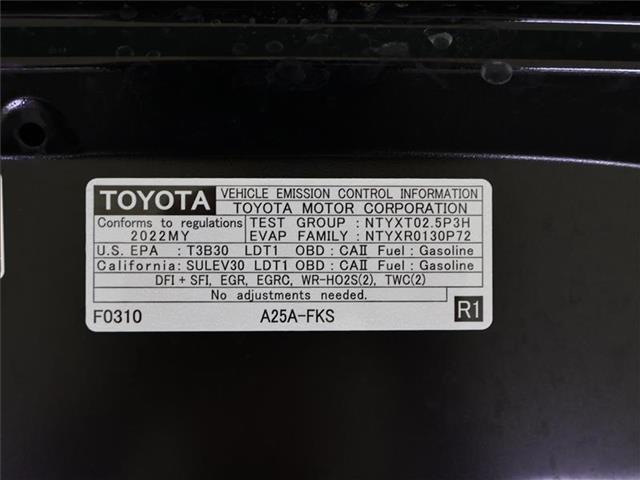 TOYOTA VEHICLE EMISSION CONTROL INFORMATION
TOYOTA MOTOR CORPORATION
Conforms to regulations TEST GROUP : NTYXT02.5P3H
2022MY EVAP FAMILY : NTYXR0130P72
U.S. EPA : T3B30 LDT1 OBD : CAII Fuel : Gasoline
California: SULEV30 LDT1 OBD : CAII Fuel : Gasoline
DFI + SFI, EGR, EGRC, WR-HO2S(2), TWC(2)
No adjustments needed.
F0310 A25A-FKS R1